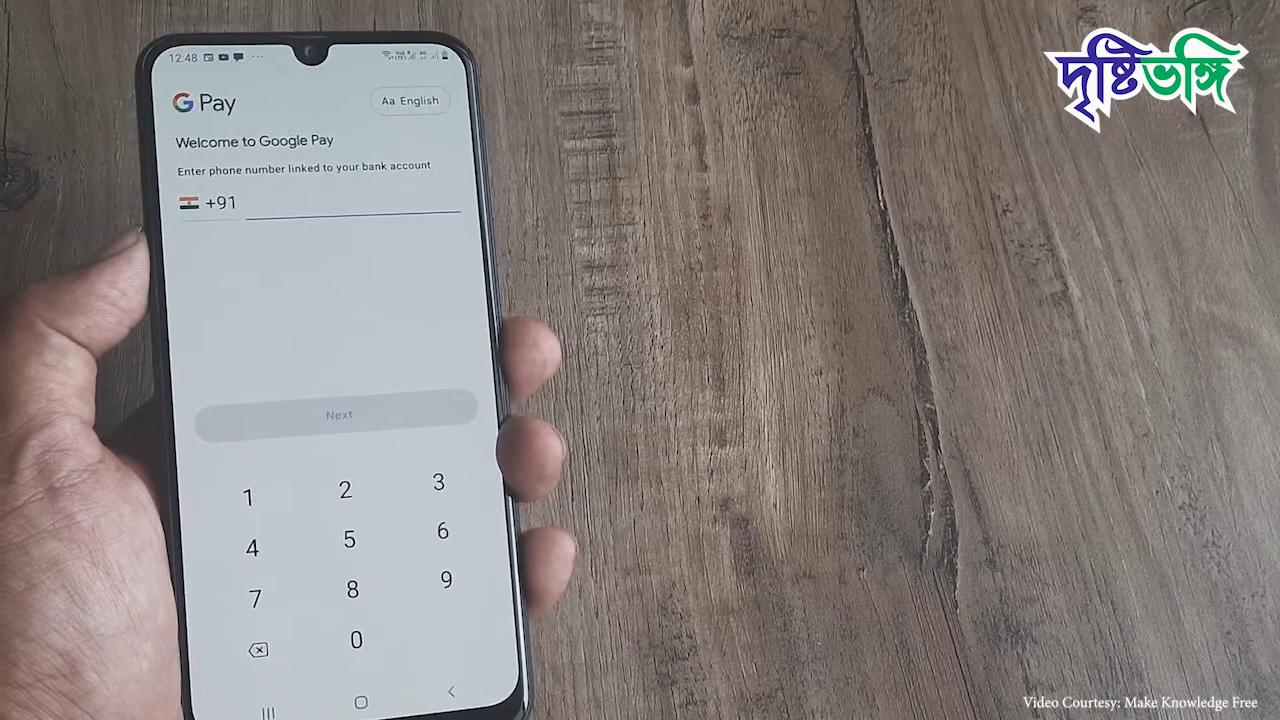 12:48
G Pay
Aa English
Welcome to Google Pay
Enter phone number linked to your bank account
+91
Next
1 2 3
4 5 6
7 8 9
0
দৃষ্টিভঙ্গি
Video Courtesy: Make Knowledge Free